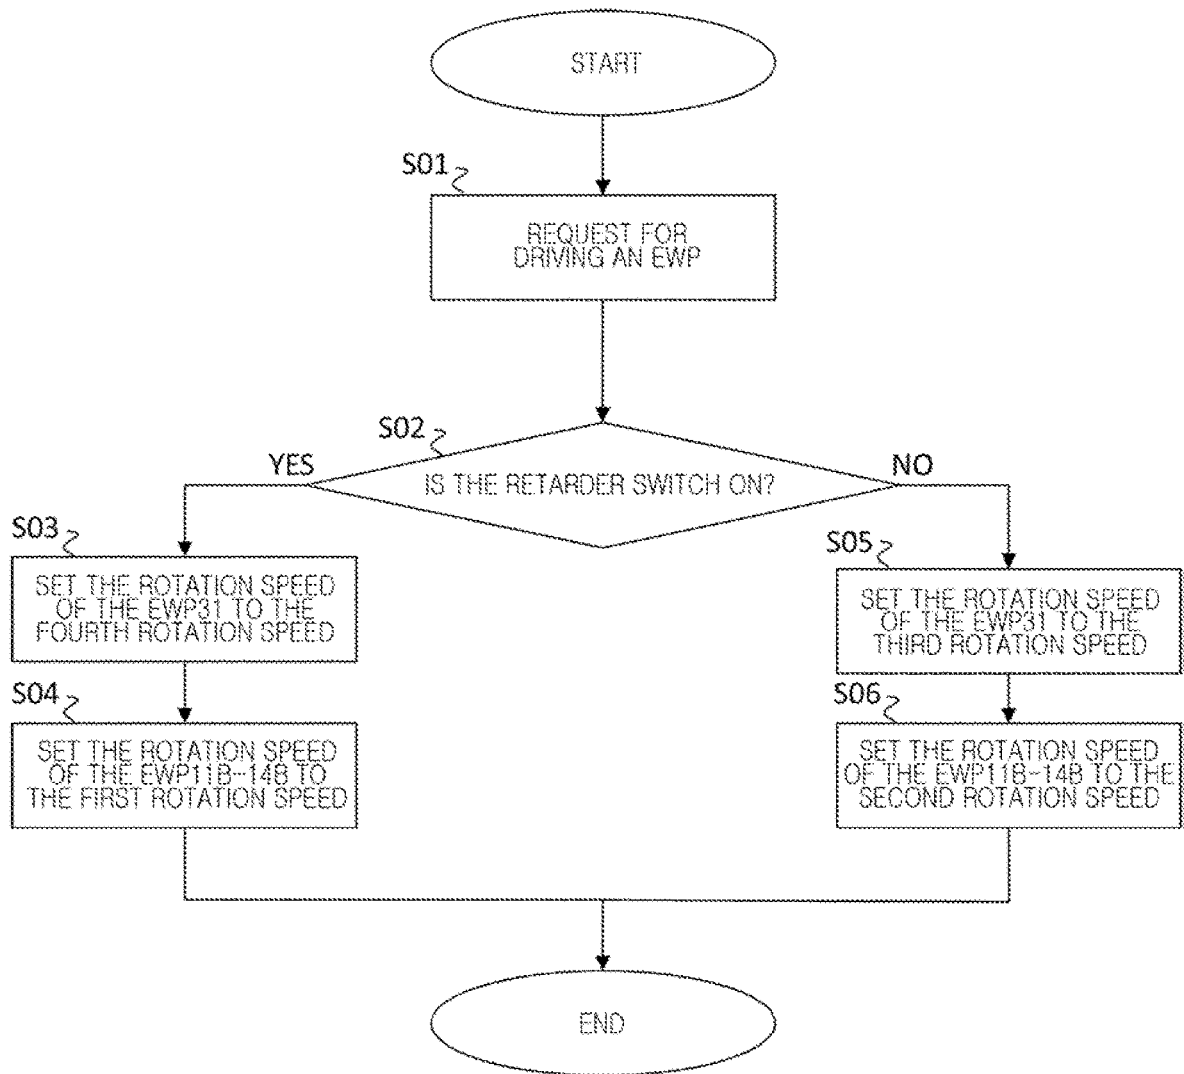 START
S01
REQUEST FOR
DRIVING AN EWP
S02
YES
IS THE RETARDER SWITCH ON?
NO
S03
SET THE ROTATION SPEED
OF THE EWP31 TO THE
FOURTH ROTATION SPEED
S04
SET THE ROTATION SPEED
OF THE EWP11B-14B TO
THE FIRST ROTATION SPEED
S05
SET THE ROTATION SPEED
OF THE EWP31 TO THE
THIRD ROTATION SPEED
S06
SET THE ROTATION SPEED
OF THE EWP11B-14B TO THE
SECOND ROTATION SPEED
END